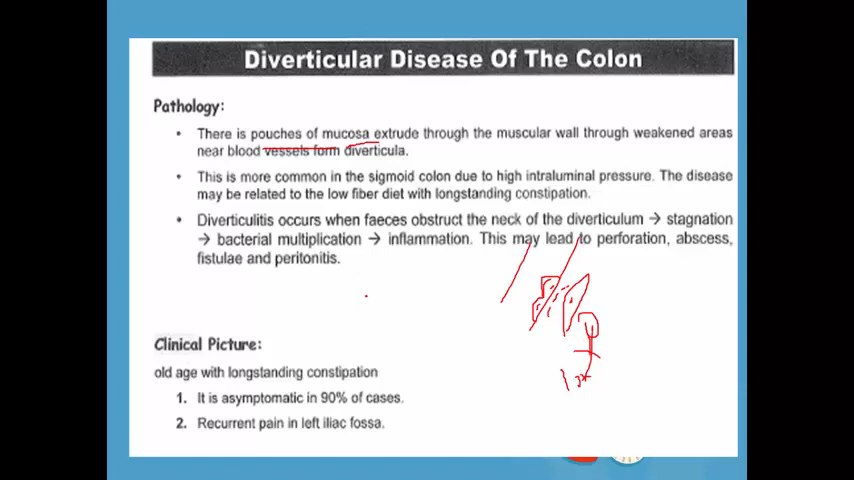 Diverticular Disease Of The Colon
Pathology:
• There is pouches of mucosa extrude through the muscular wall through weakened areas
near blood vessels form diverticula.
• This is more common in the sigmoid colon due to high intraluminal pressure. The disease
may be related to the low fiber diet with longstanding constipation.
• Diverticulitis occurs when faeces obstruct the neck of the diverticulum → stagnation
→ bacterial multiplication → inflammation. This may lead to perforation, abscess,
fistulae and peritonitis.
Clinical Picture:
old age with longstanding constipation
1. It is asymptomatic in 90% of cases.
2. Recurrent pain in left iliac fossa.